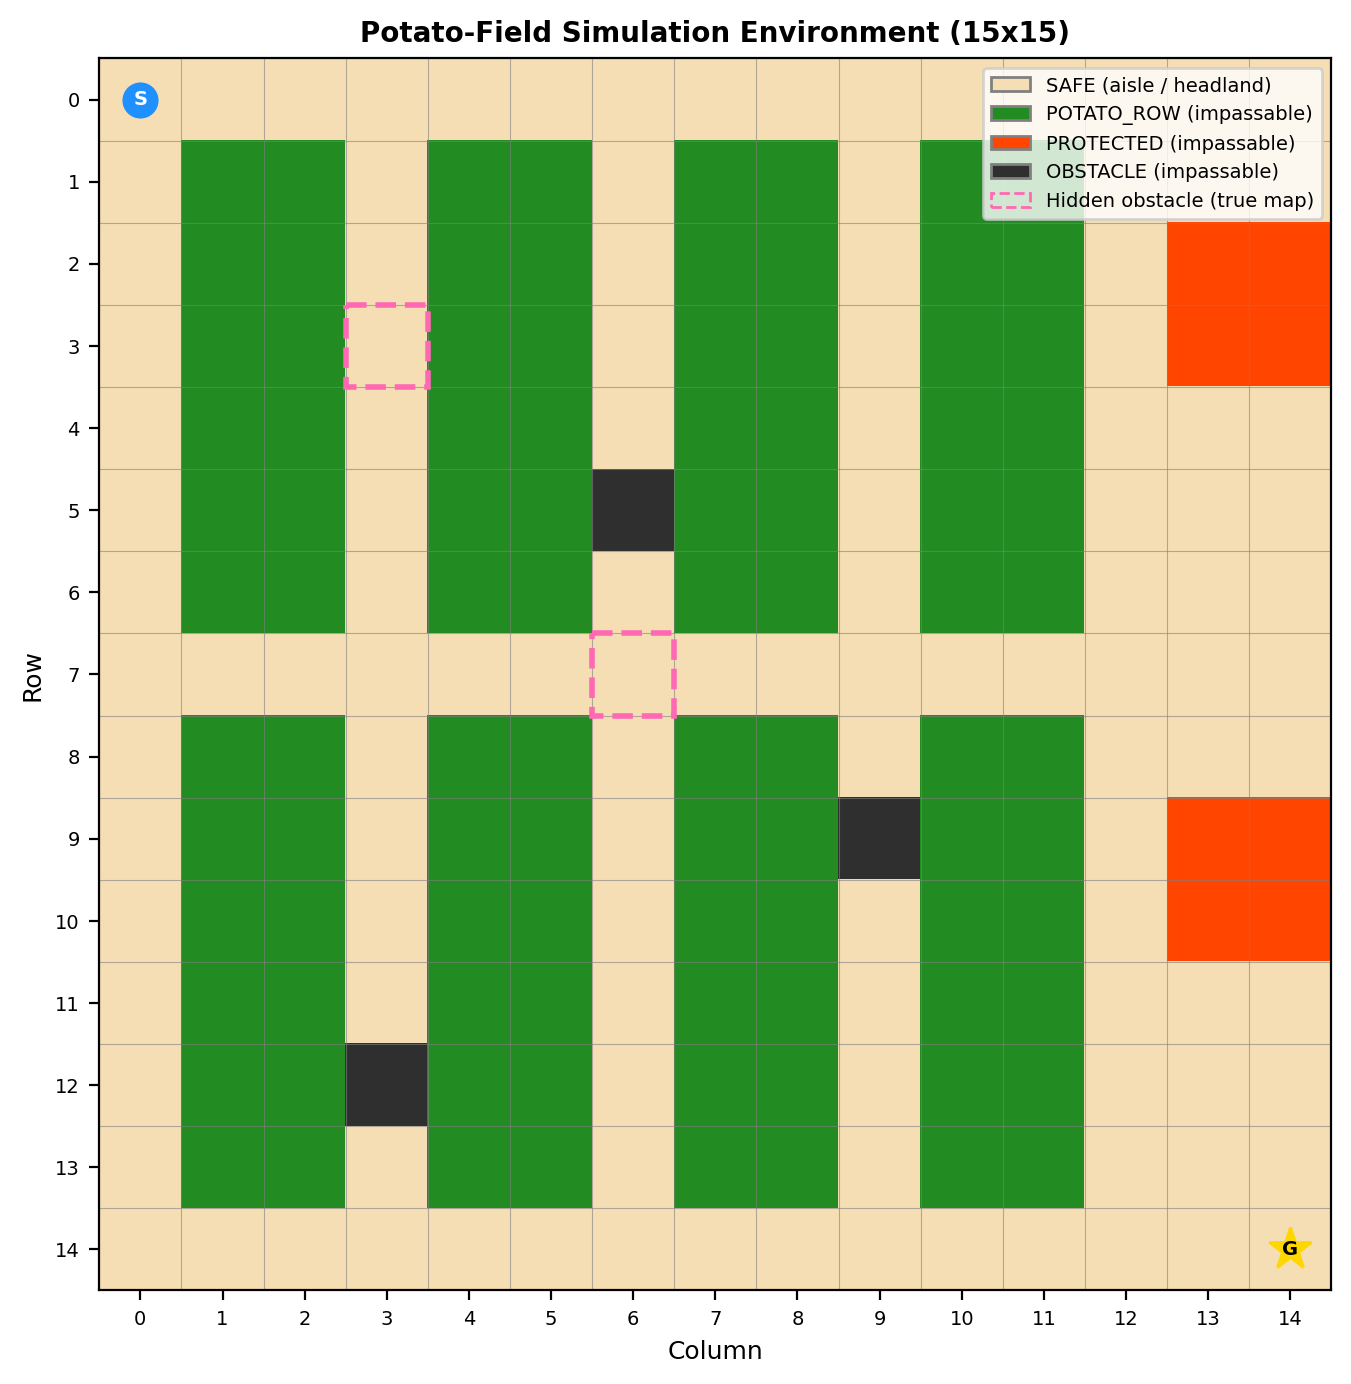 Potato-Field Simulation Environment (15x15)
S
SAFE (aisle / headland)
POTATO_ROW (impassable)
PROTECTED (impassable)
OBSTACLE (impassable)
Hidden obstacle (true map)
Row
0
1
2
3
4
5
6
7
8
9
10
11
12
13
14
G
0 1 2 3 4 5 6 7 8 9 10 11 12 13 14
Column